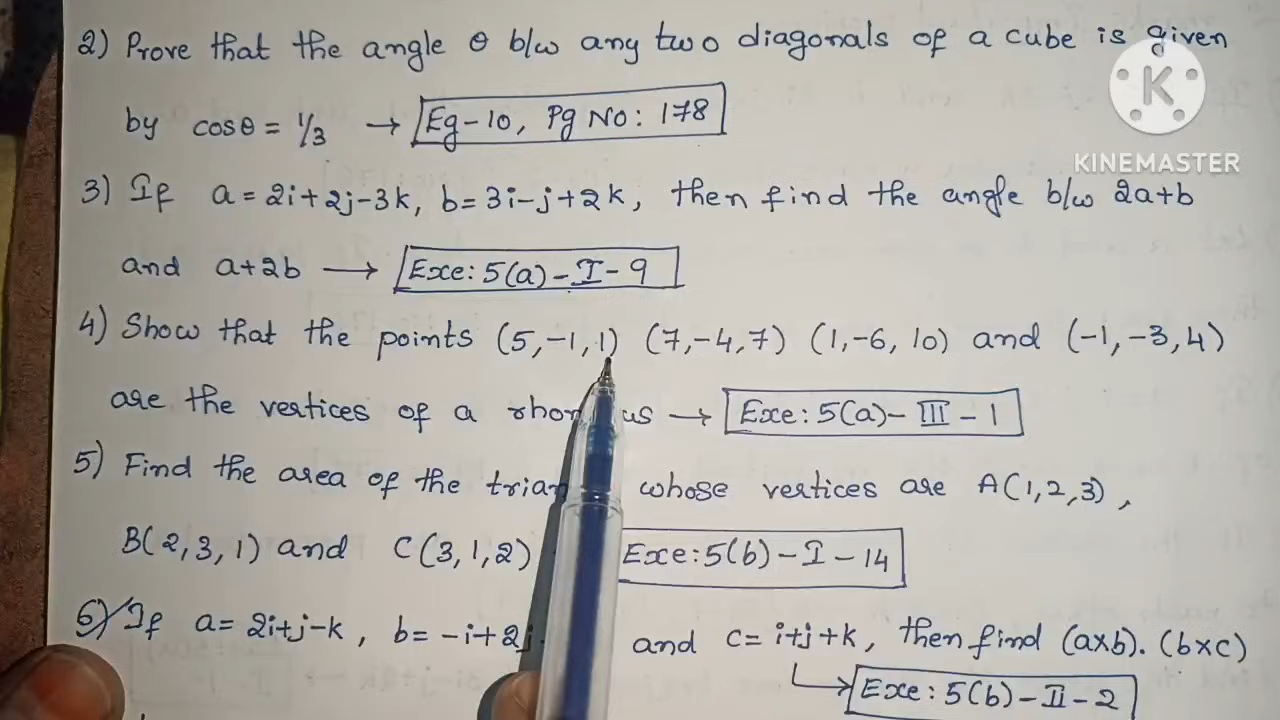 2) Prove that the angle θ b/w any two diagonals of a cube is given
by cosθ = 1/3 → Eg-10, Pg No: 178
K
KINEMASTER
3) If a=2i+2j-3k, b=3i-j+2k, then find the angle b/w 2a+b
and a+2b → Exe: 5(a)-I-9
4) Show that the points (5,-1,1) (7,-4,7) (1,-6,10) and (-1,-3,4)
are the vertices of a → Exe: 5(a)-III-1
5) Find the area of the whose vertices are A(1,2,3),
B(2,3,1) and C(3,1,2) Exe: 5(b)-I-14
6) If a= 2i+j-k, b= -i+2j and c= i+j+k, then find (a×b).(b×c)
→ Exe: 5(b)-II-2